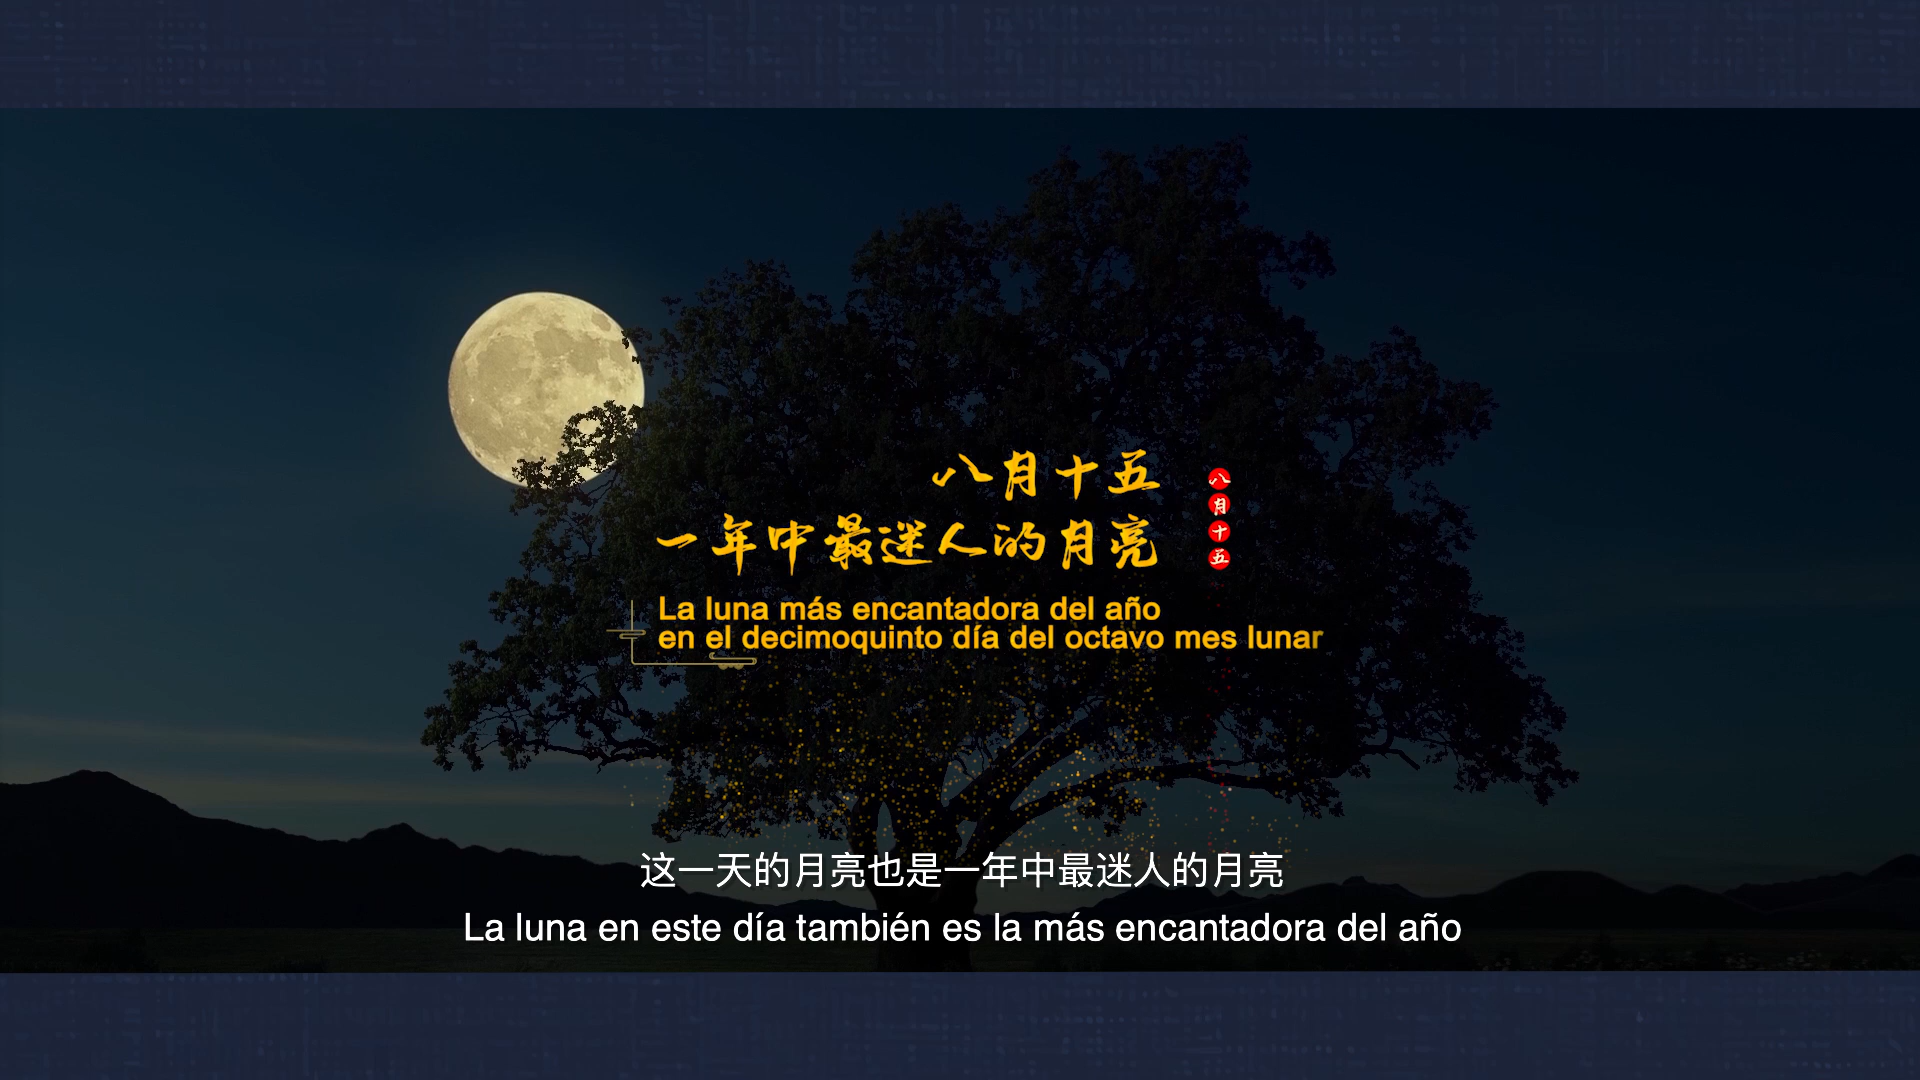 八月十五
一年中最迷人的月亮
八月十五
La luna más encantadora del año
en el decimoquinto día del octavo mes lunar
这一天的月亮也是一年中最迷人的月亮
La luna en este día también es la más encantadora del año